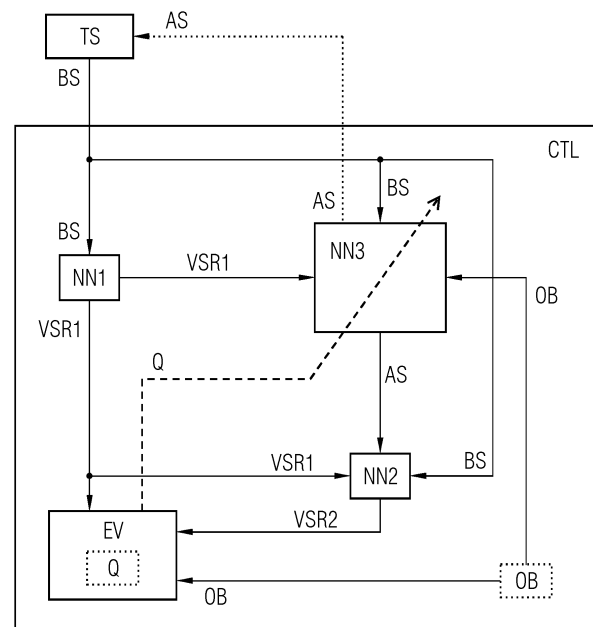 AS
TS
BS
CTL
BS
AS
BS
NN3
NN1
VSR1
OB
VSR1
Q
AS
VSR1
BS
NN2
VSR2
EV
Q
OB
OB